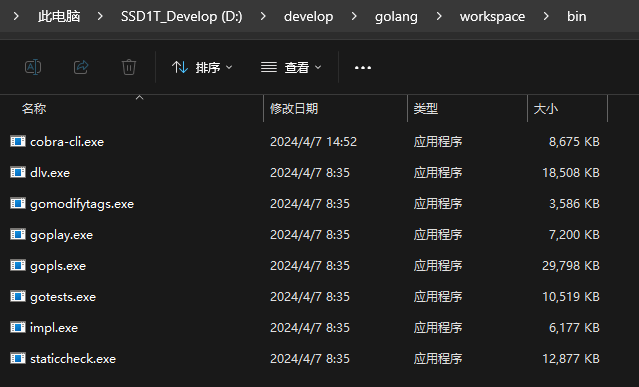 此电脑 > SSD1T_Develop (D:) > develop > golang > workspace > bin
排序 查看 •••
名称 修改日期 类型 大小
cobra-cli.exe 2024/4/7 14:52 应用程序 8,675 KB
dlv.exe 2024/4/7 8:35 应用程序 18,508 KB
gomodifytags.exe 2024/4/7 8:35 应用程序 3,586 KB
goplay.exe 2024/4/7 8:35 应用程序 7,200 KB
gopls.exe 2024/4/7 8:35 应用程序 29,798 KB
gotests.exe 2024/4/7 8:35 应用程序 10,519 KB
impl.exe 2024/4/7 8:35 应用程序 6,177 KB
staticcheck.exe 2024/4/7 8:35 应用程序 12,877 KB